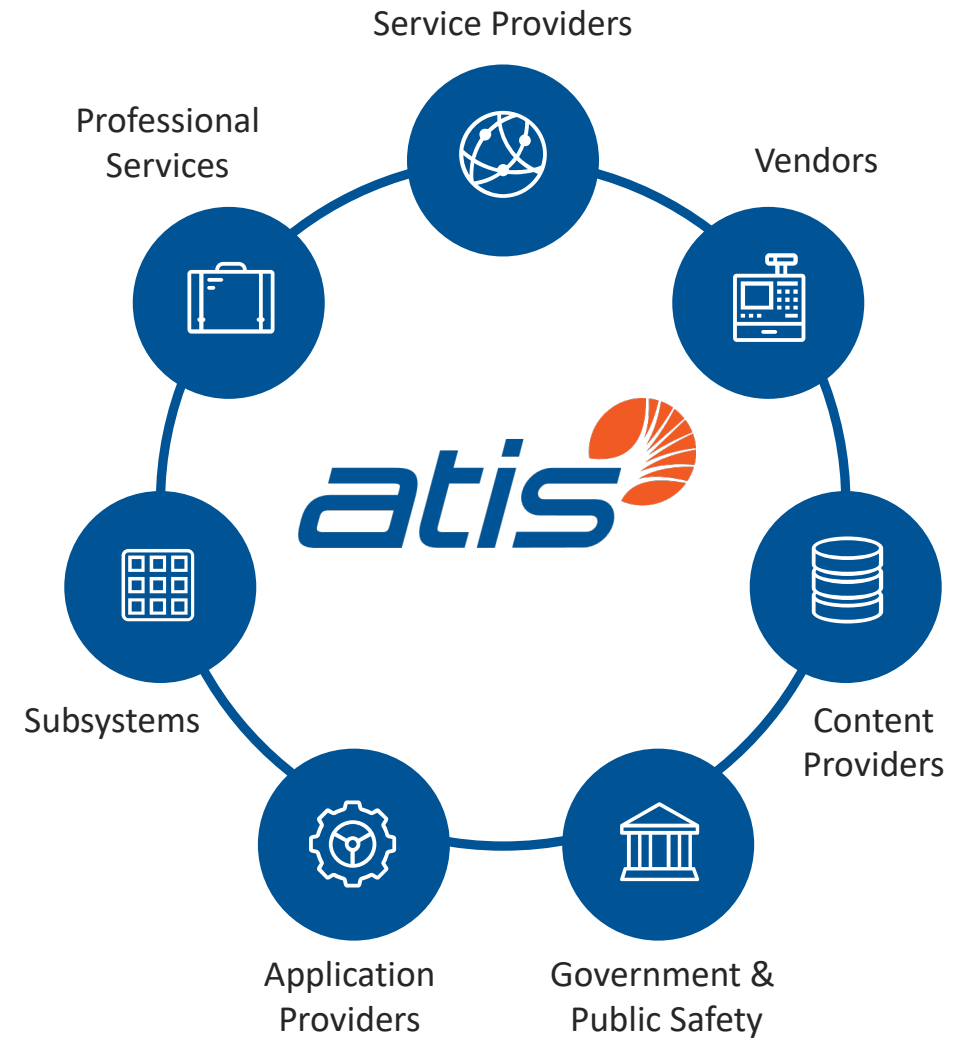 Service Providers
Professional
Services
Vendors
atis
Subsystems
Content
Providers
Application
Providers
Government &
Public Safety